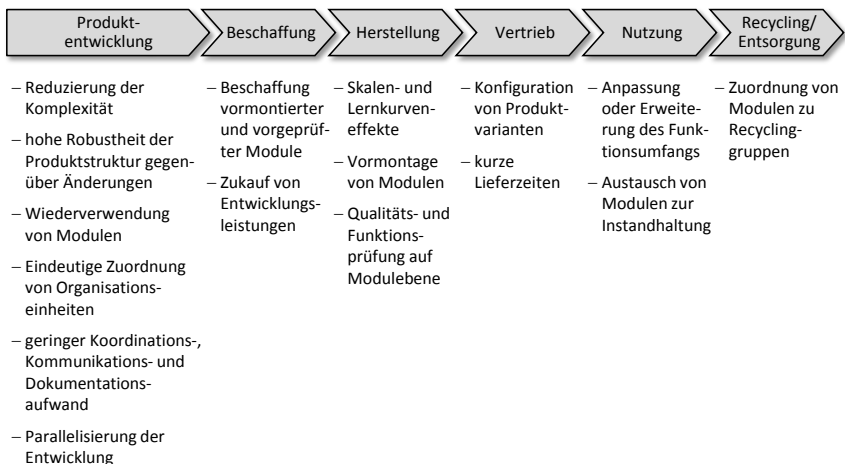 Produkt-
entwicklung
Beschaffung
Herstellung
Vertrieb
Nutzung
Recycling/
Entsorgung
– Reduzierung der
Komplexität
– hohe Robustheit der
Produktstruktur gegen-
über Änderungen
– Wiederverwendung
von Modulen
– Eindeutige Zuordnung
von Organisations-
einheiten
– geringer Koordinations-,
Kommunikations- und
Dokumentations-
aufwand
– Parallelisierung der
Entwicklung
– Beschaffung
vormontierter
und vorgeprüf-
ter Module
– Zukauf von
Entwicklungs-
leistungen
– Skalen- und
Lernkurven-
effekte
– Vormontage
von Modulen
– Qualitäts- und
Funktions-
prüfung auf
Modulebene
– Konfiguration
von Produkt-
varianten
– kurze
Lieferzeiten
– Anpassung
oder Erweite-
rung des Funk-
tionsumfangs
– Austausch von
Modulen zur
Instandhaltung
– Zuordnung von
Modulen zu
Recycling-
gruppen